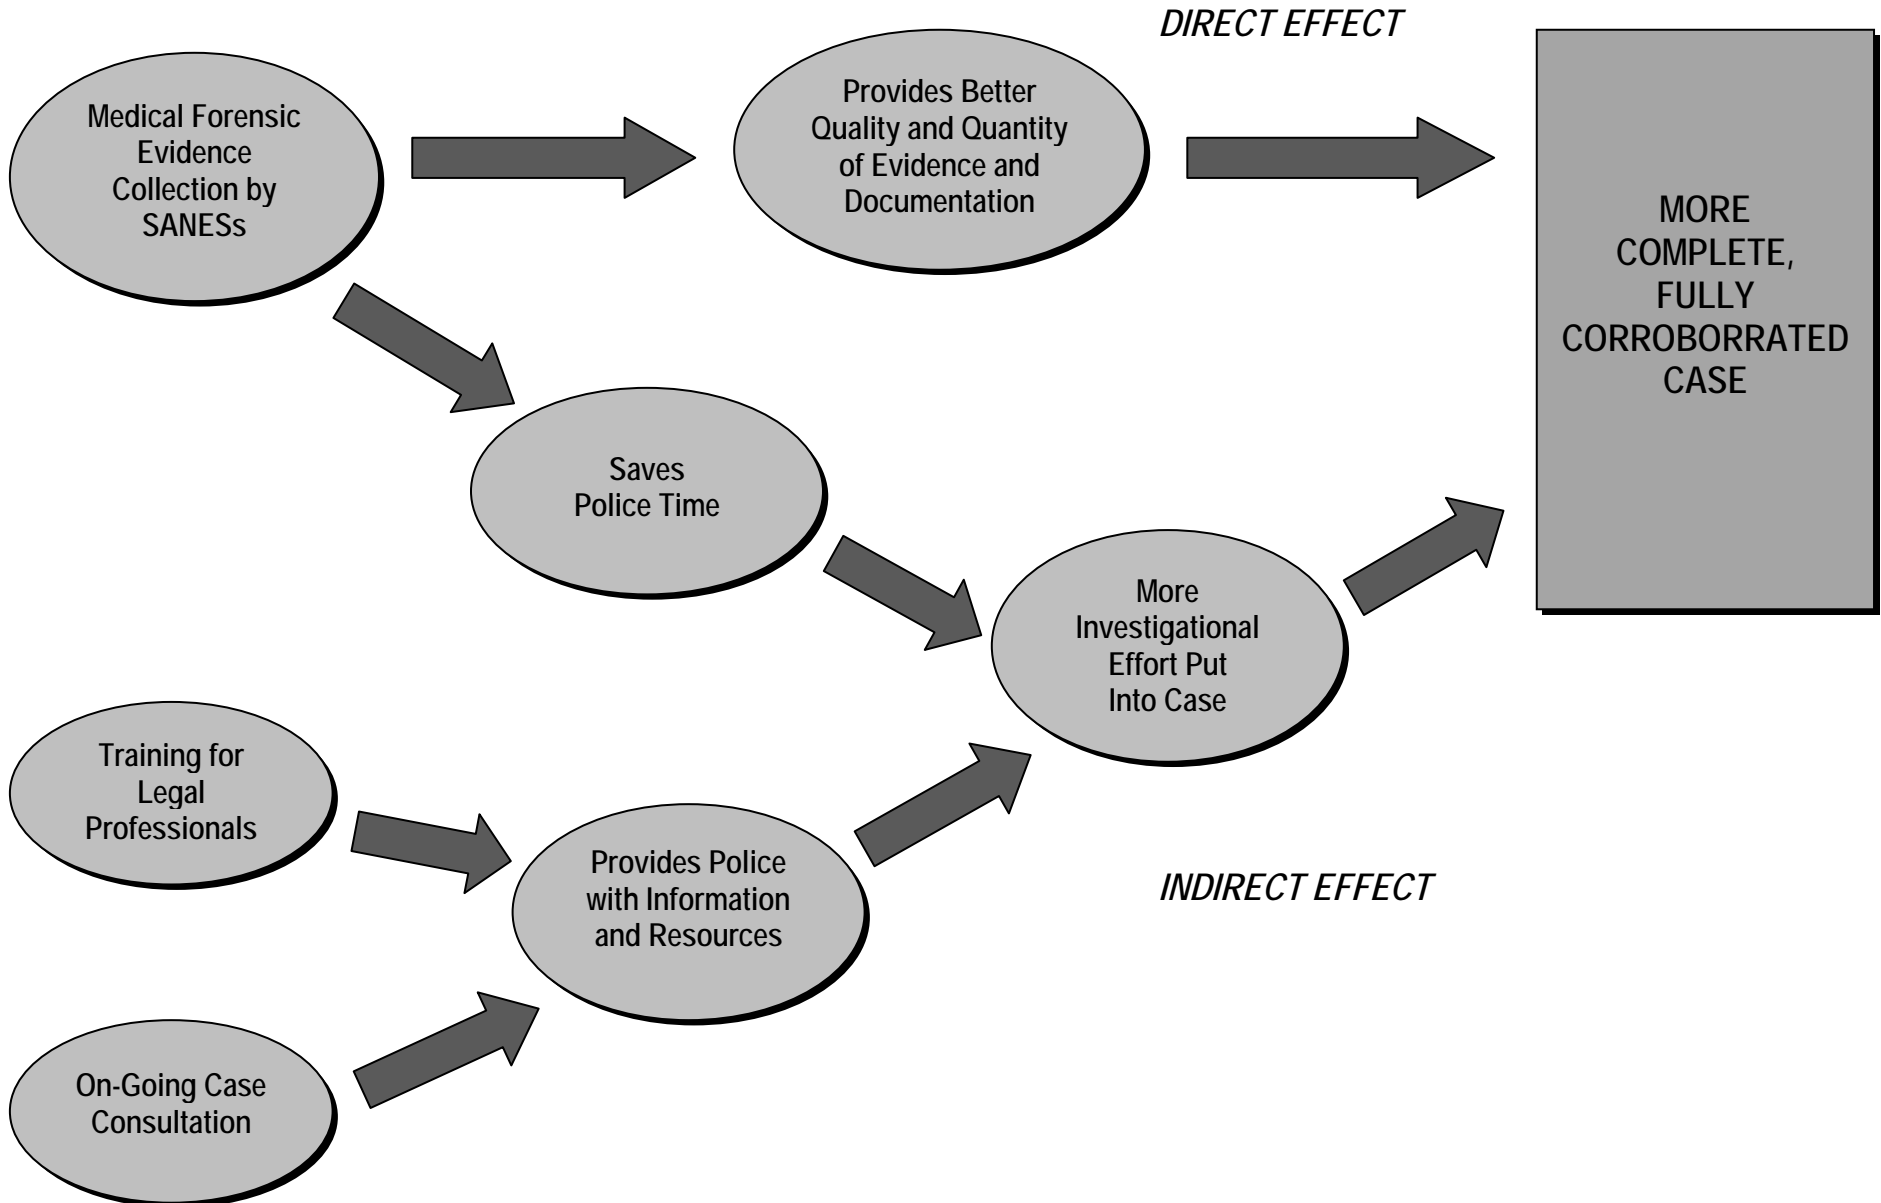 DIRECT EFFECT
Medical Forensic
Evidence
Collection by
SANESs
Provides Better
Quality and Quantity
of Evidence and
Documentation
MORE
COMPLETE,
FULLY
CORROBORRATED
CASE
Saves
Police Time
More
Investigational
Effort Put
Into Case
Training for
Legal
Professionals
Provides Police
with Information
and Resources
INDIRECT EFFECT
On-Going Case
Consultation